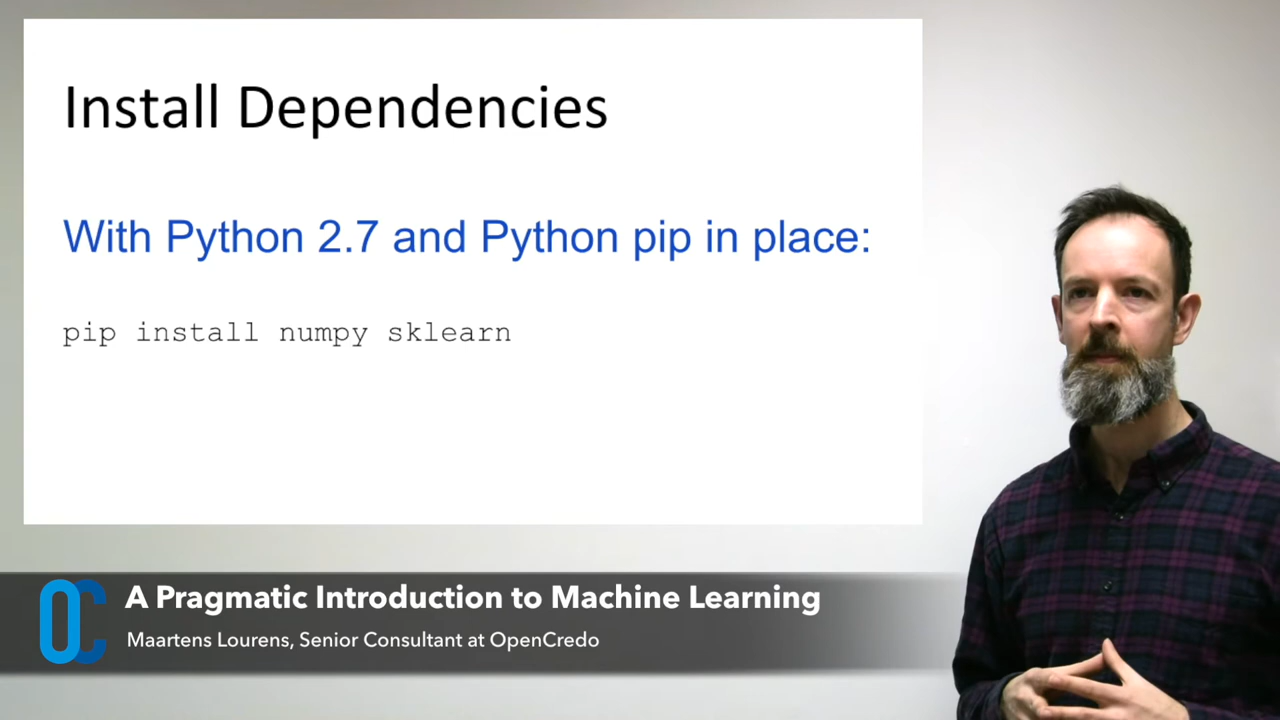 Install Dependencies
With Python 2.7 and Python pip in place:
pip install numpy sklearn
A Pragmatic Introduction to Machine Learning
Maartens Lourens, Senior Consultant at OpenCredo